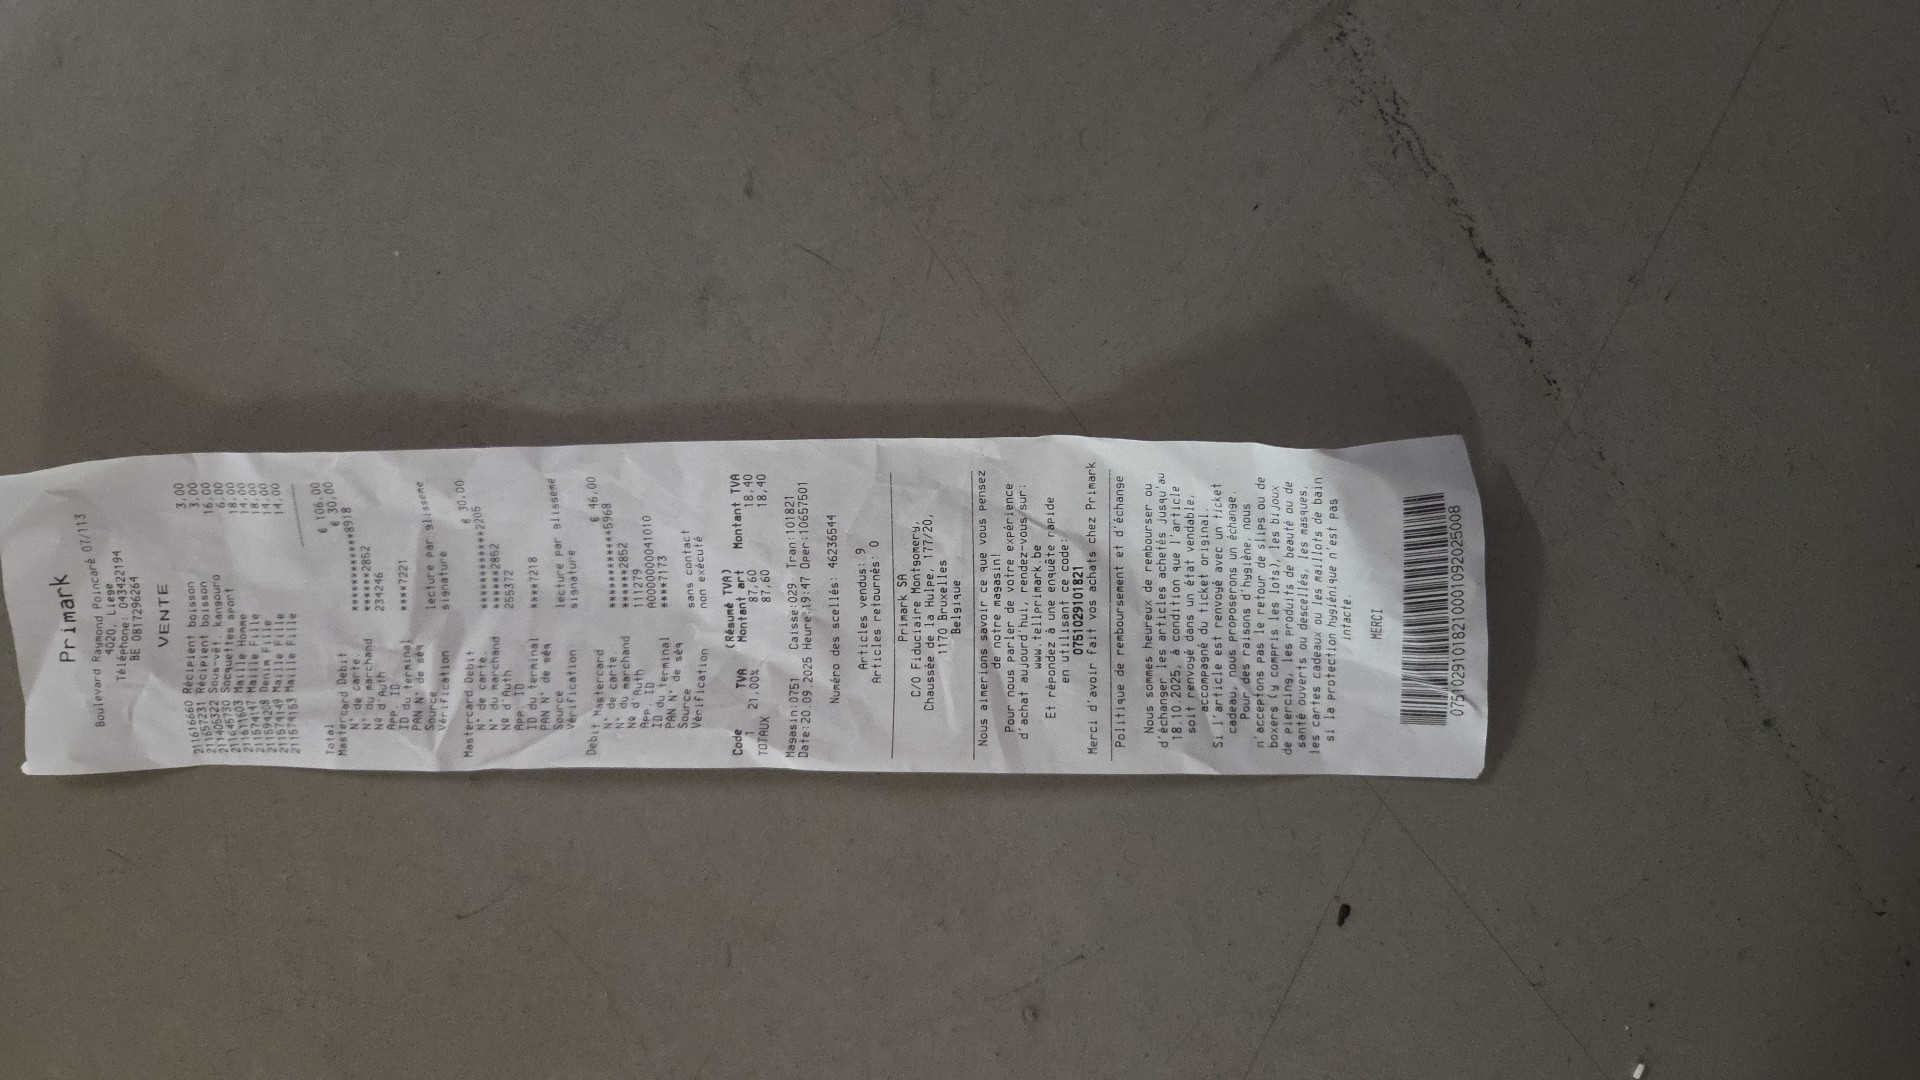 Primark
Boulevard Raymond Poincaré 07/113
4020, Liege
Téléphone: 043422194
BE 0817296264
VENTE
211616660 Récipient boisson 3,00
211657231 Récipient boisson 3,00
211406322 Sous-vêt. kangouro 16,00
211645730 Socquettes sport 6,00
211611603 Maille Homme 18,00
211574147 Maille Fille 14,00
211594208 Denim Fille 18,00
211574149 Maille Fille 14,00
211574163 Maille Fille 14,00
Total € 106,00
Mastercard Debit € 30,00
N° de carte. ************8918
N° du marchand ******2852
Nº d'Auth 234246
App. ID
ID du terminal ****7221
PAN N° de séq
Source lecture par glisseme
Vérification signature
Mastercard Debit € 30,00
N° de carte. ************2205
N° du marchand ******2852
Nº d'Auth 255372
App. ID
ID du terminal ****7218
PAN N° de séq
Source lecture par glisseme
Vérification signature
Debit Mastercard € 46,00
N° de carte. ************5968
N° du marchand ******2852
Nº d'Auth 111279
App. ID A0000000041010
ID du terminal ****7173
PAN N° de séq
Source sans contact
Vérification non exécuté
(Résumé TVA)
Code TVA Montant art Montant TVA
1 21,00% 87,60 18,40
TOTAUX 87,60 18,40
Magasin:0751 Caisse:029 Tran:101821
Date:20.09.2025 Heure:19:47 Oper:10657501
Numéro des scellés: 46236544
Articles vendus: 9
Articles retournés: 0
Primark SA
C/O Fiduciaire Montgomery,
Chaussée de la Hulpe, 177/20,
1170 Bruxelles
Belgique
Nous aimerions savoir ce que vous pensez
de notre magasin!
Pour nous parler de votre expérience
d'achat aujourd'hui, rendez-vous sur:
www.tellprimark.be
Et répondez à une enquête rapide
en utilisant ce code:
0751029101821
Merci d'avoir fait vos achats chez Primark
Politique de remboursement et d'échange
Nous sommes heureux de rembourser ou
d'échanger les articles achetés jusqu'au
18.10.2025, à condition que l'article
soit renvoyé dans un état vendable,
accompagné du ticket original.
Si l'article est renvoyé avec un ticket
cadeau, nous proposerons un échange.
Pour des raisons d'hygiène, nous
n'acceptons pas le retour de slips ou de
boxers (y compris les lots), les bijoux
de piercing, les Produits de beauté ou de
santé ouverts ou descellés, les masques,
les cartes cadeaux ou les maillots de bain
si la Protection hygiénique n'est pas
intacte.
MERCI
0751029101821000109202500​8